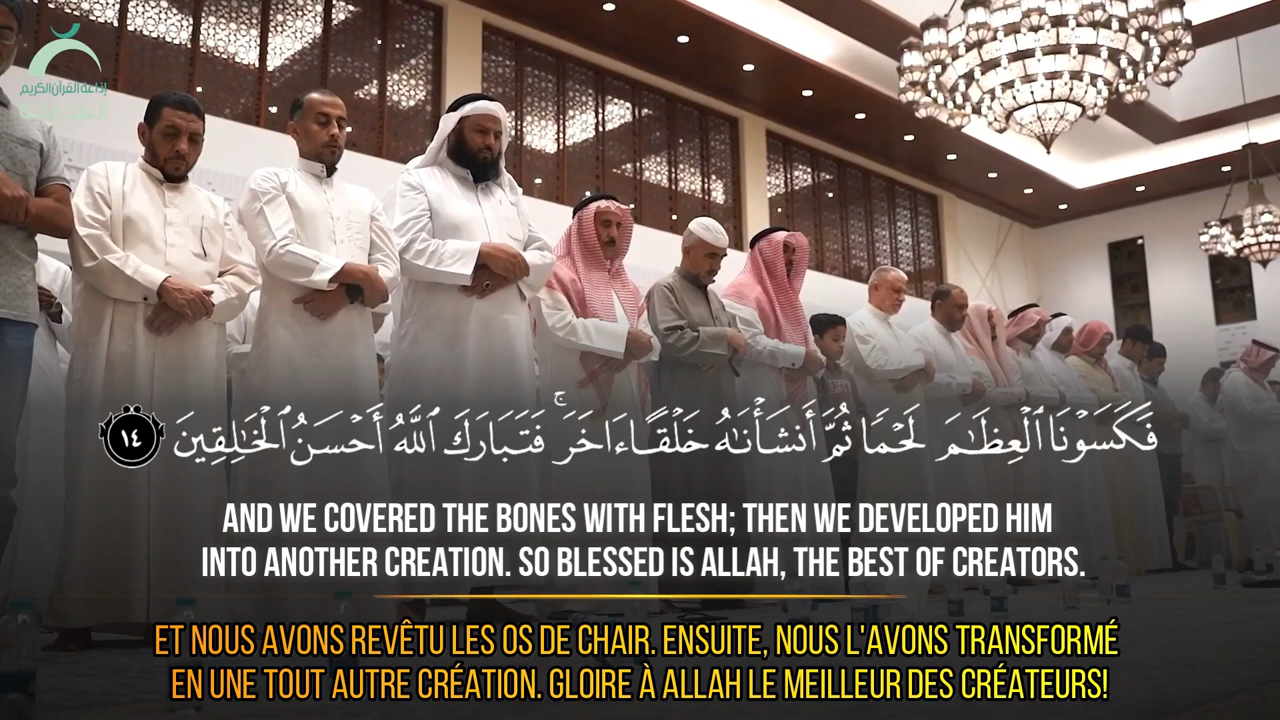 إذاعة القرآن الكريم
فَكَسَوْنَا ٱلْعِظَٰمَ لَحْمًا ثُمَّ أَنشَأْنَٰهُ خَلْقًا ءَاخَرَ ۚ فَتَبَارَكَ ٱللَّهُ أَحْسَنُ ٱلْخَٰلِقِينَ ١٤
AND WE COVERED THE BONES WITH FLESH; THEN WE DEVELOPED HIM
INTO ANOTHER CREATION. SO BLESSED IS ALLAH, THE BEST OF CREATORS.
ET NOUS AVONS REVÊTU LES OS DE CHAIR. ENSUITE, NOUS L'AVONS TRANSFORMÉ
EN UNE TOUT AUTRE CRÉATION. GLOIRE À ALLAH LE MEILLEUR DES CRÉATEURS!